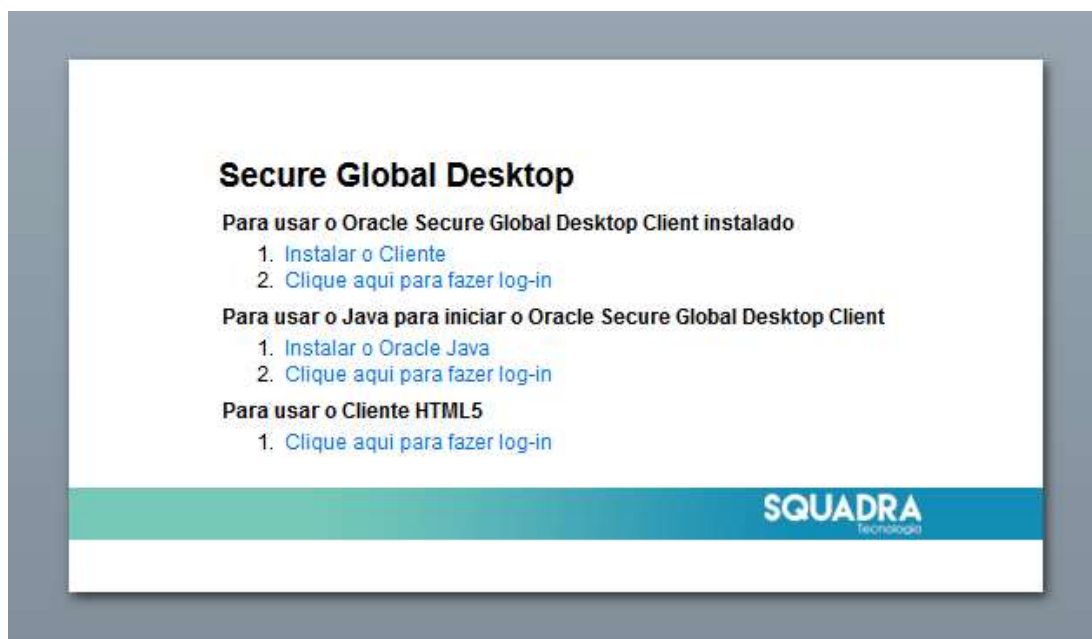 Secure Global Desktop
Para usar o Oracle Secure Global Desktop Client instalado
1. Instalar o Cliente
2. Clique aqui para fazer log-in
Para usar o Java para iniciar o Oracle Secure Global Desktop Client
1. Instalar o Oracle Java
2. Clique aqui para fazer log-in
Para usar o Cliente HTML5
1. Clique aqui para fazer log-in
SQUADRA
Tecnologia